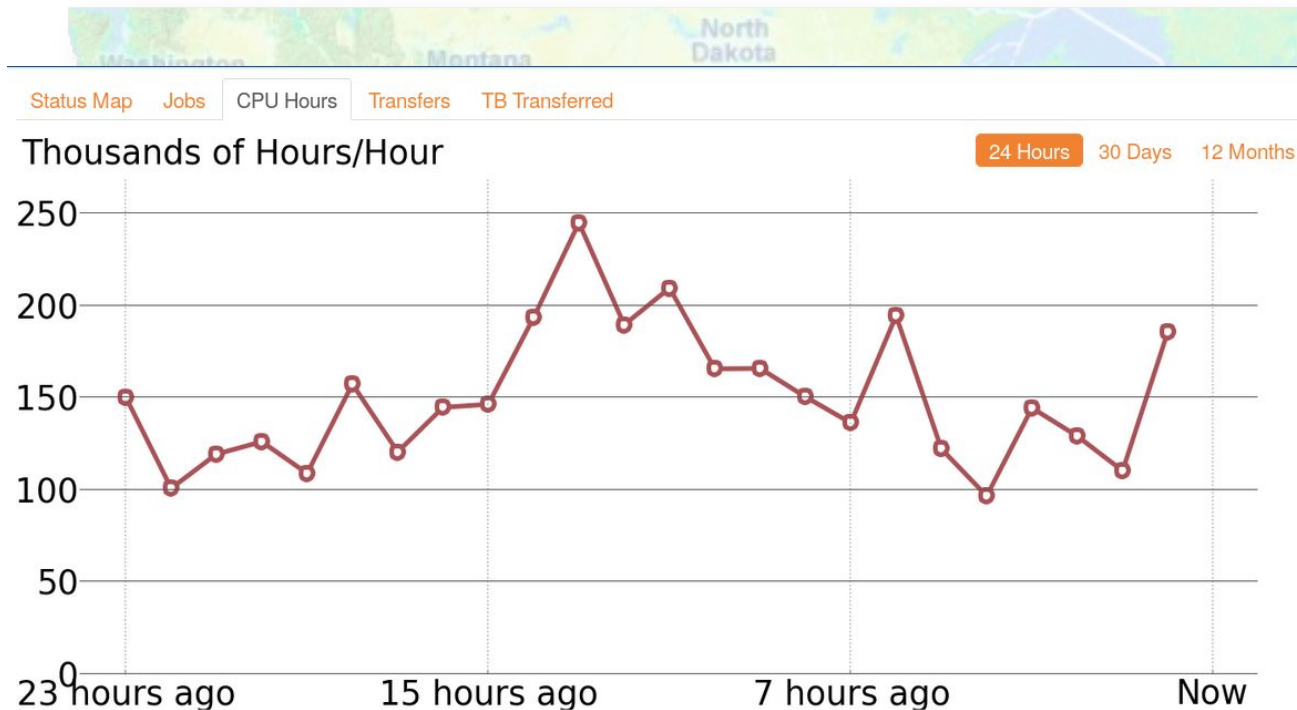 North
Dakota
Washington
Montana
Status Map Jobs CPU Hours Transfers TB Transferred
Thousands of Hours/Hour
24 Hours 30 Days 12 Months
250
200
150
100
50
0
23 hours ago 15 hours ago 7 hours ago Now